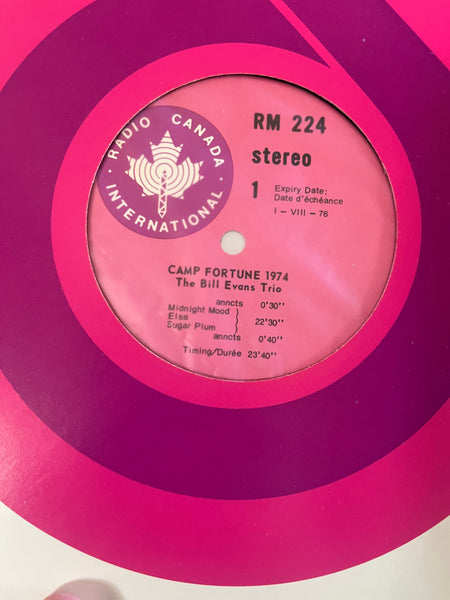 RADIO CANADA
INTERNATIONAL
RM 224
stereo
1 Expiry Date:
Date d'échéance
I – VIII – 76
CAMP FORTUNE 1974
The Bill Evans Trio
anncts 0'30''
Midnight Mood
Elsa 22'30''
Sugar Plum
anncts 0'40''
Timing/Durée 23'40''